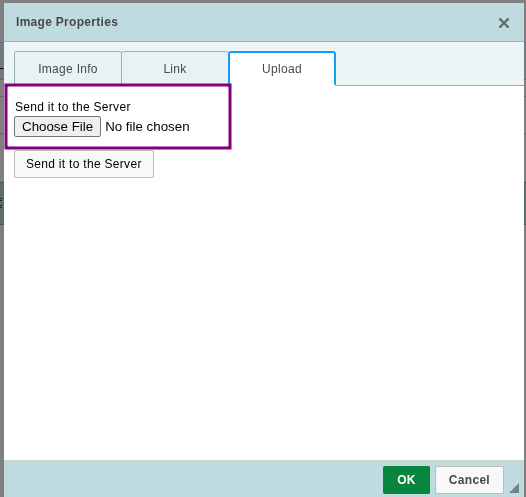 Image Properties
Image Info Link Upload
Send it to the Server
Choose File No file chosen
Send it to the Server
OK Cancel